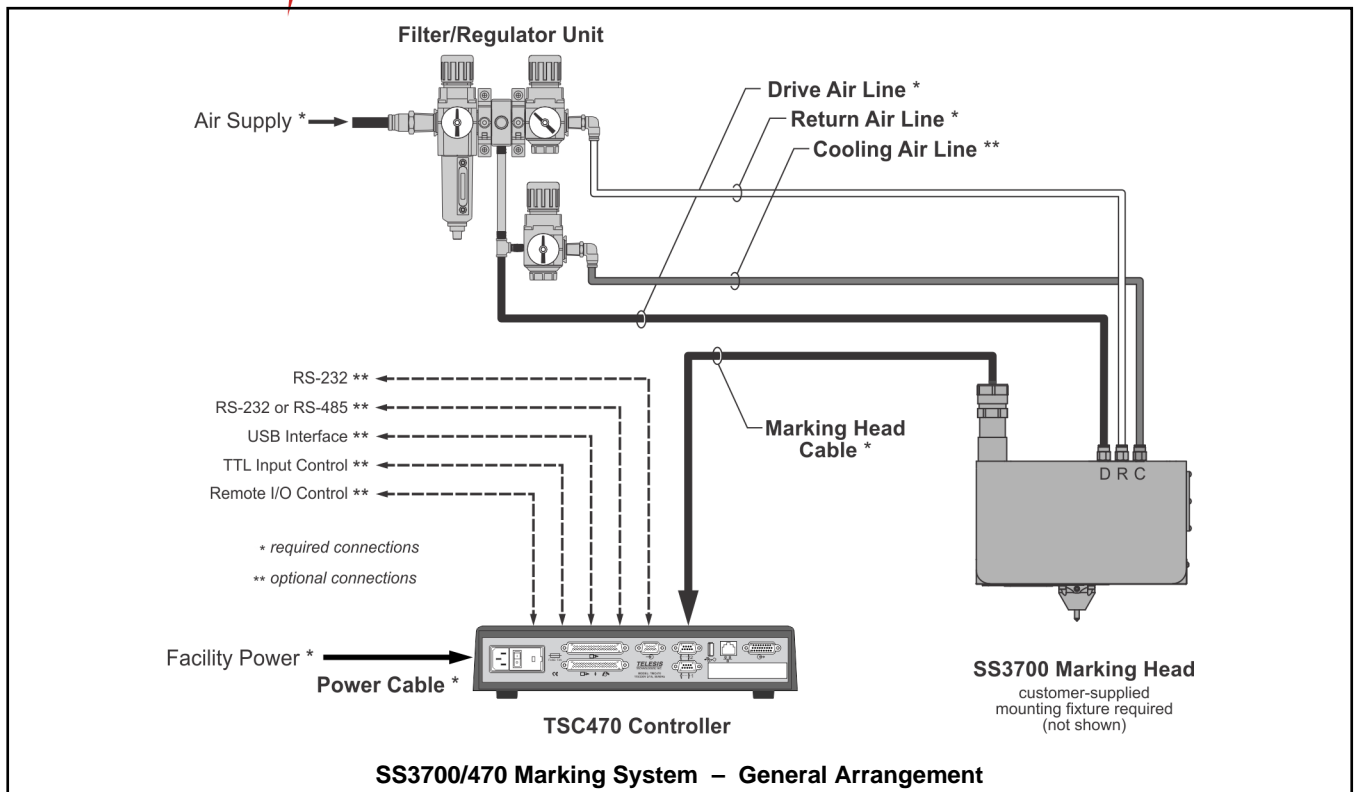 Filter/Regulator Unit
Air Supply *
Drive Air Line *
Return Air Line *
Cooling Air Line **
RS-232 **
RS-232 or RS-485 **
USB Interface **
TTL Input Control **
Remote I/O Control **
* required connections
** optional connections
Marking Head
Cable *
D R C
Facility Power *
Power Cable *
TELESIS
TSC470 Controller
SS3700 Marking Head
customer-supplied
mounting fixture required
(not shown)
SS3700/470 Marking System – General Arrangement